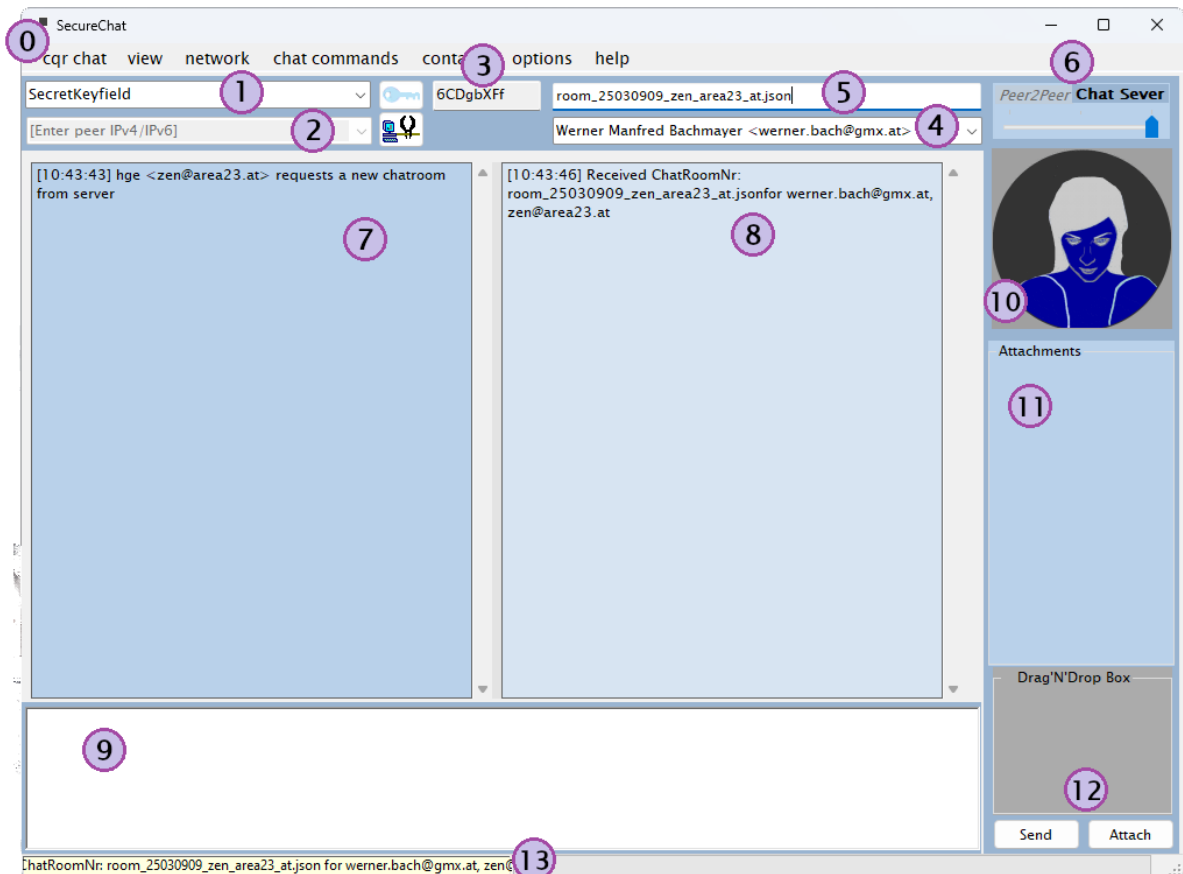 SecureChat
0
cqr chat view network chat commands options help
3
6
SecretKeyfield
1
6CDgbXFf
room_25030909_zen_area23_at.json
5
Peer2Peer Chat Sever
[Enter peer IPv4/IPv6]
2
Werner Manfred Bachmayer <werner.bach@gmx.at>
4
[10:43:43] hge <zen@area23.at> requests a new chatroom
from server
7
[10:43:46] Received ChatRoomNr:
room_25030909_zen_area23_at.jsonfor werner.bach@gmx.at,
zen@area23.at
8
10
Attachments
11
Drag'N'Drop Box
12
Send Attach
9
ChatRoomNr: room_25030909_zen_area23_at.json for werner.bach@gmx.at,
13